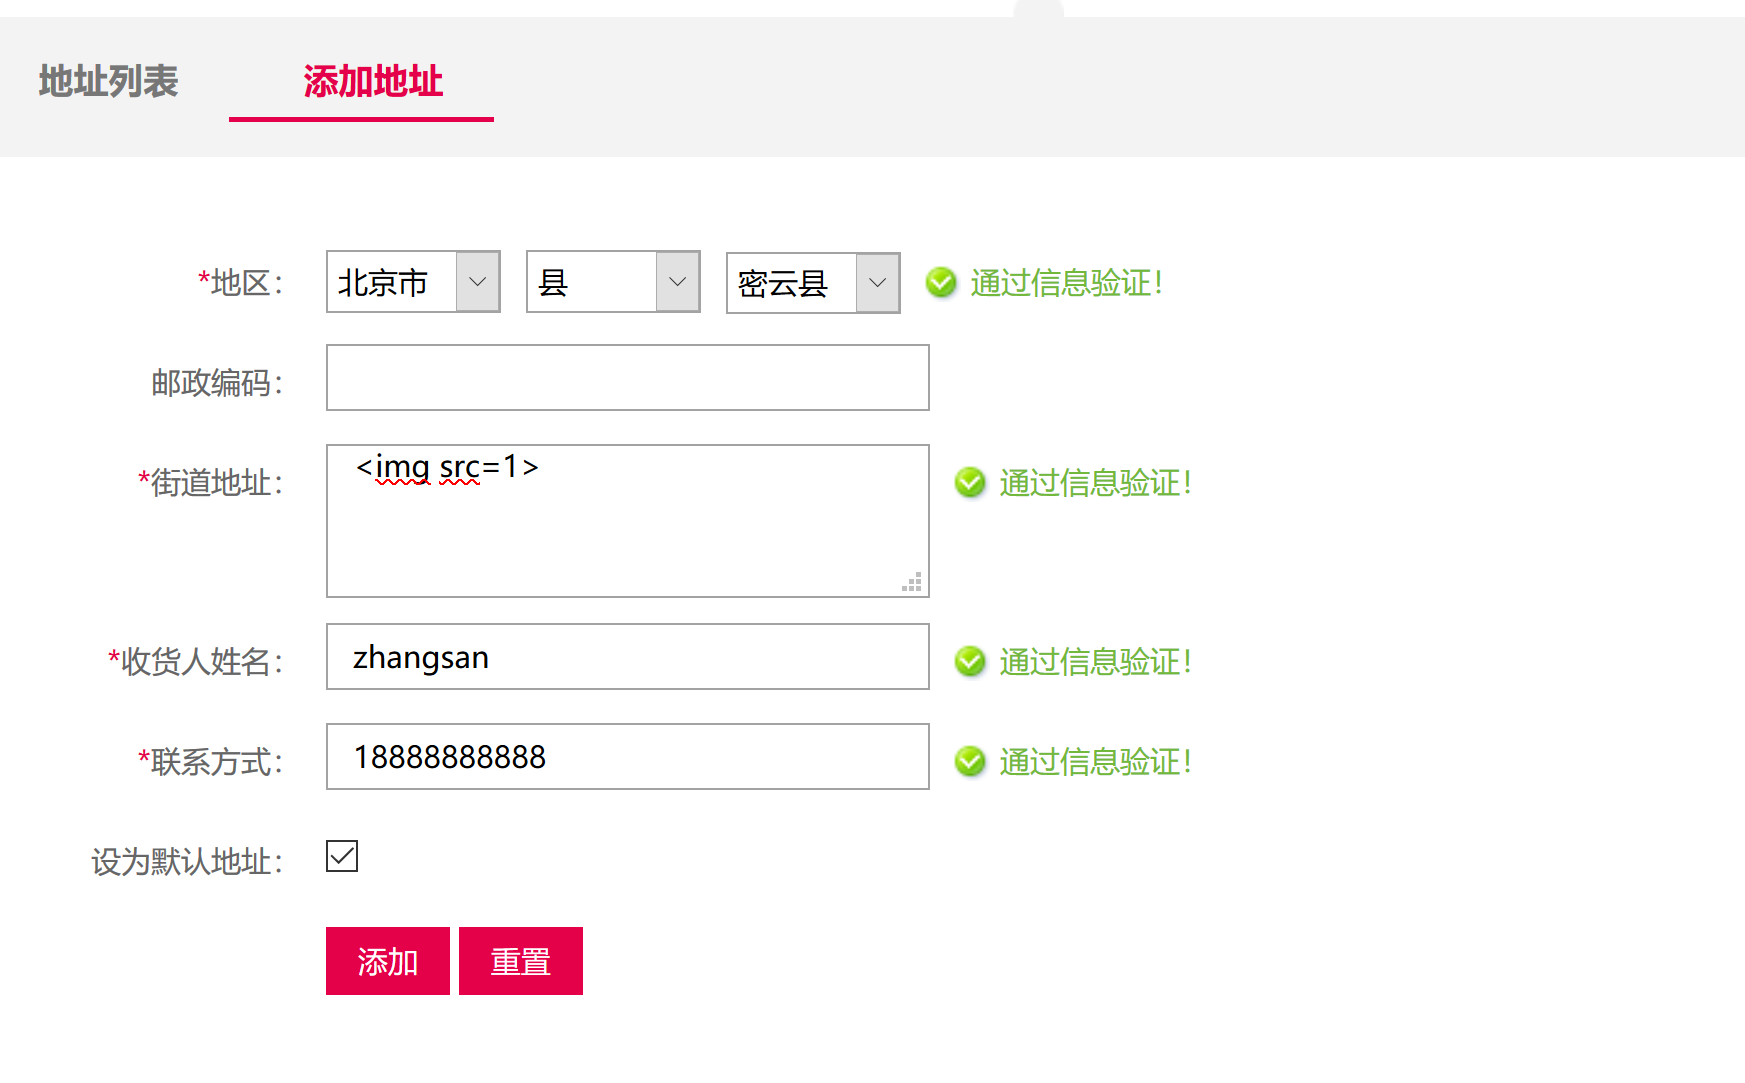 地址列表 添加地址
*地区： 北京市 县 密云县 通过信息验证！
邮政编码：
*街道地址： <img src=1> 通过信息验证！
*收货人姓名： zhangsan 通过信息验证！
*联系方式： 18888888888 通过信息验证！
设为默认地址：
添加 重置